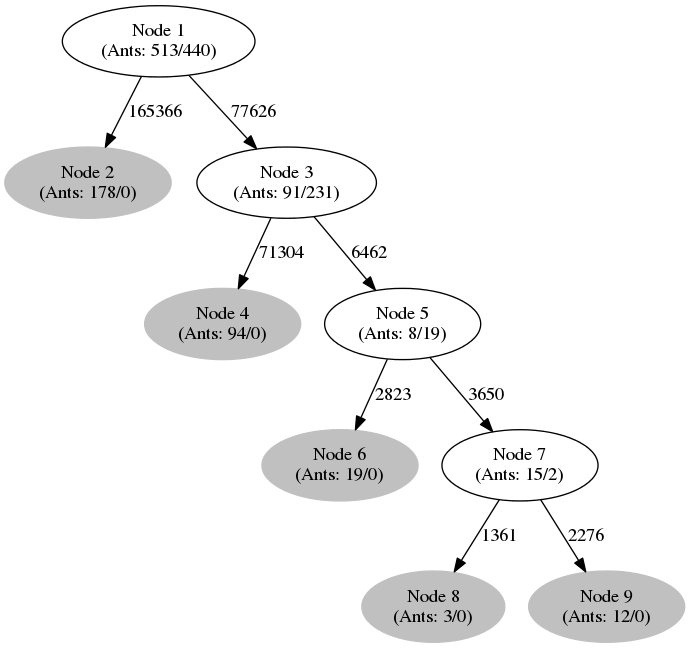 Node 1
(Ants: 513/440)
165366
77626
Node 2
(Ants: 178/0)
Node 3
(Ants: 91/231)
71304
6462
Node 4
(Ants: 94/0)
Node 5
(Ants: 8/19)
2823
3650
Node 6
(Ants: 19/0)
Node 7
(Ants: 15/2)
1361
2276
Node 8
(Ants: 3/0)
Node 9
(Ants: 12/0)